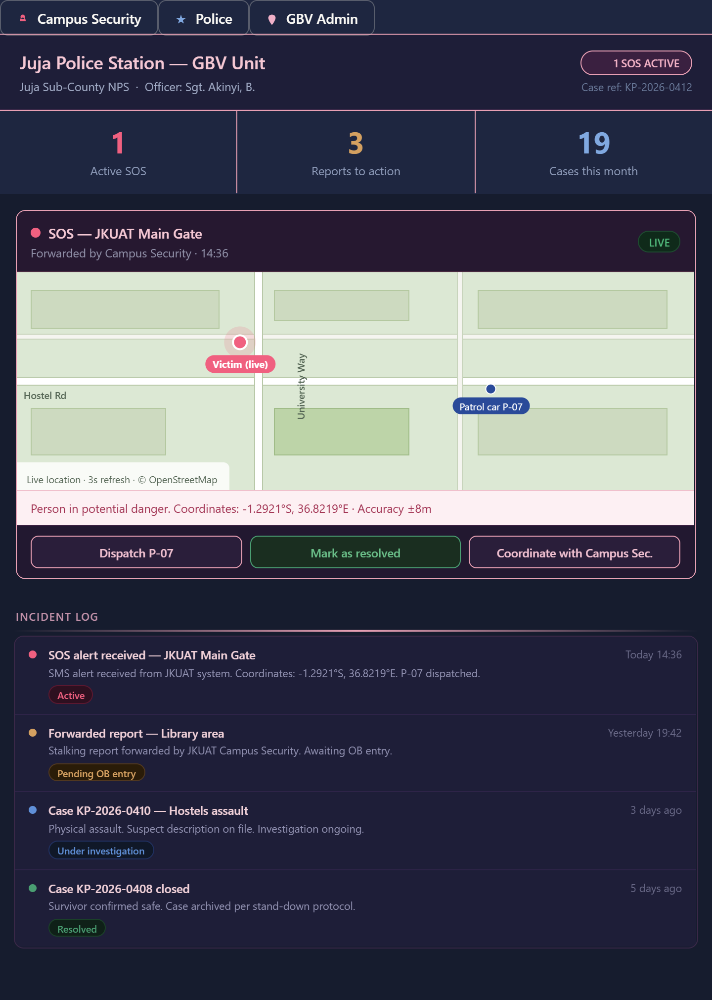 Campus Security
Police
GBV Admin
Juja Police Station — GBV Unit
1 SOS ACTIVE
Juja Sub-County NPS · Officer: Sgt. Akinyi, B.
Case ref: KP-2026-0412
1
Active SOS
3
Reports to action
19
Cases this month
SOS — JKUAT Main Gate
Forwarded by Campus Security · 14:36
LIVE
Victim (live)
University Way
Hostel Rd
Patrol car P-07
Live location · 3s refresh · © OpenStreetMap
Person in potential danger. Coordinates: -1.2921°S, 36.8219°E · Accuracy ±8m
Dispatch P-07
Mark as resolved
Coordinate with Campus Sec.
INCIDENT LOG
SOS alert received — JKUAT Main Gate
Today 14:36
SMS alert received from JKUAT system. Coordinates: -1.2921°S, 36.8219°E. P-07 dispatched.
Active
Forwarded report — Library area
Yesterday 19:42
Stalking report forwarded by JKUAT Campus Security. Awaiting OB entry.
Pending OB entry
Case KP-2026-0410 — Hostels assault
3 days ago
Physical assault. Suspect description on file. Investigation ongoing.
Under investigation
Case KP-2026-0408 closed
5 days ago
Survivor confirmed safe. Case archived per stand-down protocol.
Resolved